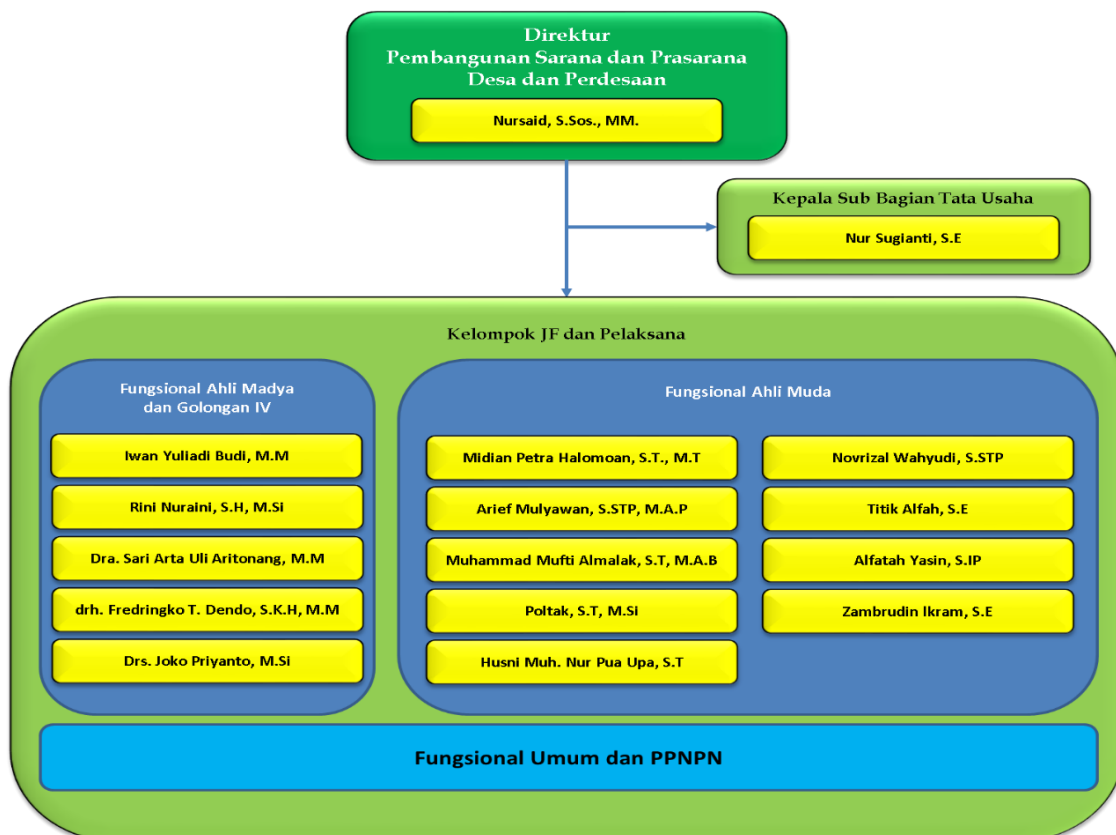 Direktur
Pembangunan Sarana dan Prasarana
Desa dan Perdesaan
Nursaid, S.Sos., MM.
Kepala Sub Bagian Tata Usaha
Nur Sugianti, S.E
Kelompok JF dan Pelaksana
Fungsional Ahli Madya
dan Golongan IV
Iwan Yuliadi Budi, M.M
Rini Nuraini, S.H, M.Si
Dra. Sari Arta Uli Aritonang, M.M
drh. Fredringko T. Dendo, S.K.H, M.M
Drs. Joko Priyanto, M.Si
Fungsional Ahli Muda
Midian Petra Halomoan, S.T., M.T
Arief Mulyawan, S.STP, M.A.P
Muhammad Mufti Almalak, S.T, M.A.B
Poltak, S.T, M.Si
Husni Muh. Nur Pua Upa, S.T
Novrizal Wahyudi, S.STP
Titik Alfah, S.E
Alfatah Yasin, S.IP
Zambrudin Ikram, S.E
Fungsional Umum dan PPNPN